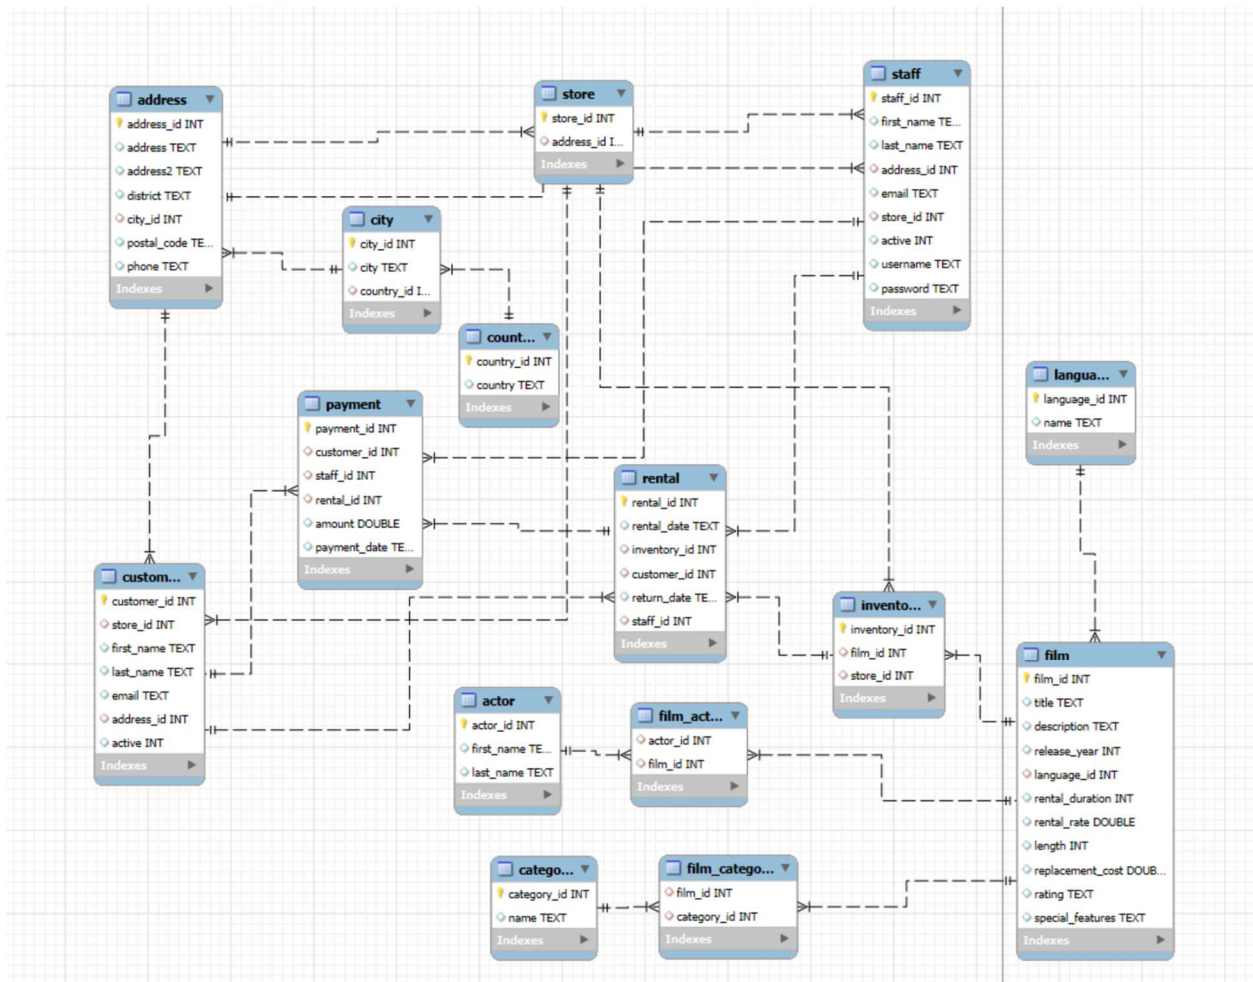 address
address_id INT
address TEXT
address2 TEXT
district TEXT
city_id INT
postal_code TE...
phone TEXT
Indexes
store
store_id INT
address_id I...
Indexes
staff
staff_id INT
first_name TE...
last_name TEXT
address_id INT
email TEXT
store_id INT
active INT
username TEXT
password TEXT
Indexes
city
city_id INT
city TEXT
country_id I...
Indexes
count...
country_id INT
country TEXT
Indexes
langua...
language_id INT
name TEXT
Indexes
payment
payment_id INT
customer_id INT
staff_id INT
rental_id INT
amount DOUBLE
payment_date TE...
Indexes
rental
rental_id INT
rental_date TEXT
inventory_id INT
customer_id INT
return_date TE...
staff_id INT
Indexes
custom...
customer_id INT
store_id INT
first_name TEXT
last_name TEXT
email TEXT
address_id INT
active INT
Indexes
invento...
inventory_id INT
film_id INT
store_id INT
Indexes
film
film_id INT
title TEXT
description TEXT
release_year INT
language_id INT
rental_duration INT
rental_rate DOUBLE
length INT
replacement_cost DOUB...
rating TEXT
special_features TEXT
Indexes
actor
actor_id INT
first_name TE...
last_name TEXT
Indexes
film_act...
actor_id INT
film_id INT
Indexes
catego...
category_id INT
name TEXT
Indexes
film_catego...
film_id INT
category_id INT
Indexes